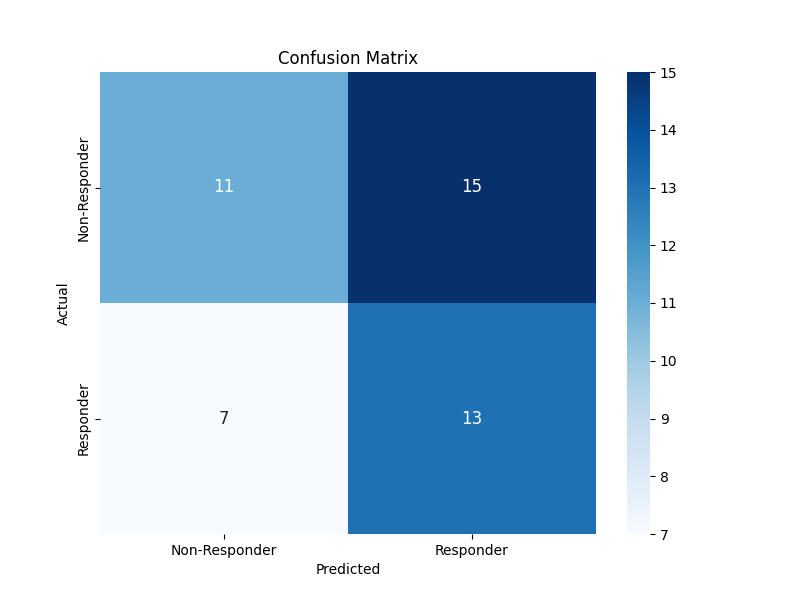 Confusion Matrix
Non-Responder
Responder
Actual
11 15
7 13
Non-Responder Responder
Predicted
15
14
13
12
11
10
9
8
7